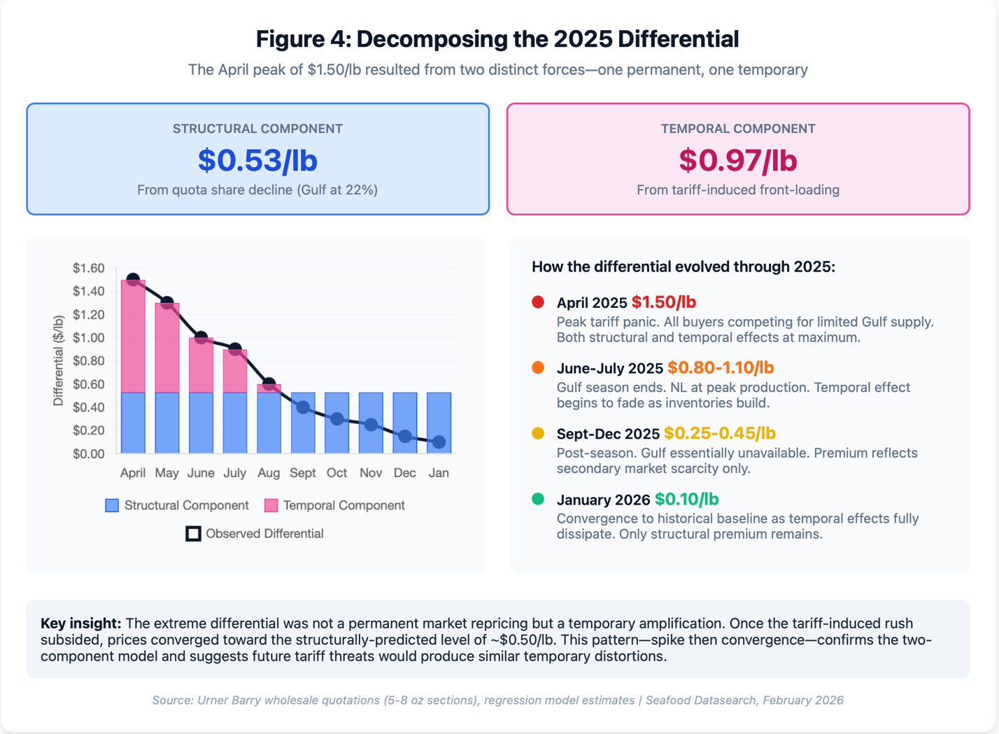 Figure 4: Decomposing the 2025 Differential
The April peak of $1.50/lb resulted from two distinct forces—one permanent, one temporary
STRUCTURAL COMPONENT
$0.53/lb
From quota share decline (Gulf at 22%)
TEMPORAL COMPONENT
$0.97/lb
From tariff-induced front-loading
Differential ($/lb)
$1.60
$1.40
$1.20
$1.00
$0.80
$0.60
$0.40
$0.20
$0.00
April May June July Aug Sept Oct Nov Dec Jan
Structural Component Temporal Component
Observed Differential
How the differential evolved through 2025:
April 2025 $1.50/lb
Peak tariff panic. All buyers competing for limited Gulf supply.
Both structural and temporal effects at maximum.
June-July 2025 $0.80-1.10/lb
Gulf season ends. NL at peak production. Temporal effect
begins to fade as inventories build.
Sept-Dec 2025 $0.25-0.45/lb
Post-season. Gulf essentially unavailable. Premium reflects
secondary market scarcity only.
January 2026 $0.10/lb
Convergence to historical baseline as temporal effects fully
dissipate. Only structural premium remains.
Key insight: The extreme differential was not a permanent market repricing but a temporary amplification. Once the tariff-induced rush
subsided, prices converged toward the structurally-predicted level of ~$0.50/lb. This pattern—spike then convergence—confirms the two-
component model and suggests future tariff threats would produce similar temporary distortions.
Source: Urner Barry wholesale quotations (5-8 oz sections), regression model estimates | Seafood Datasearch, February 2026